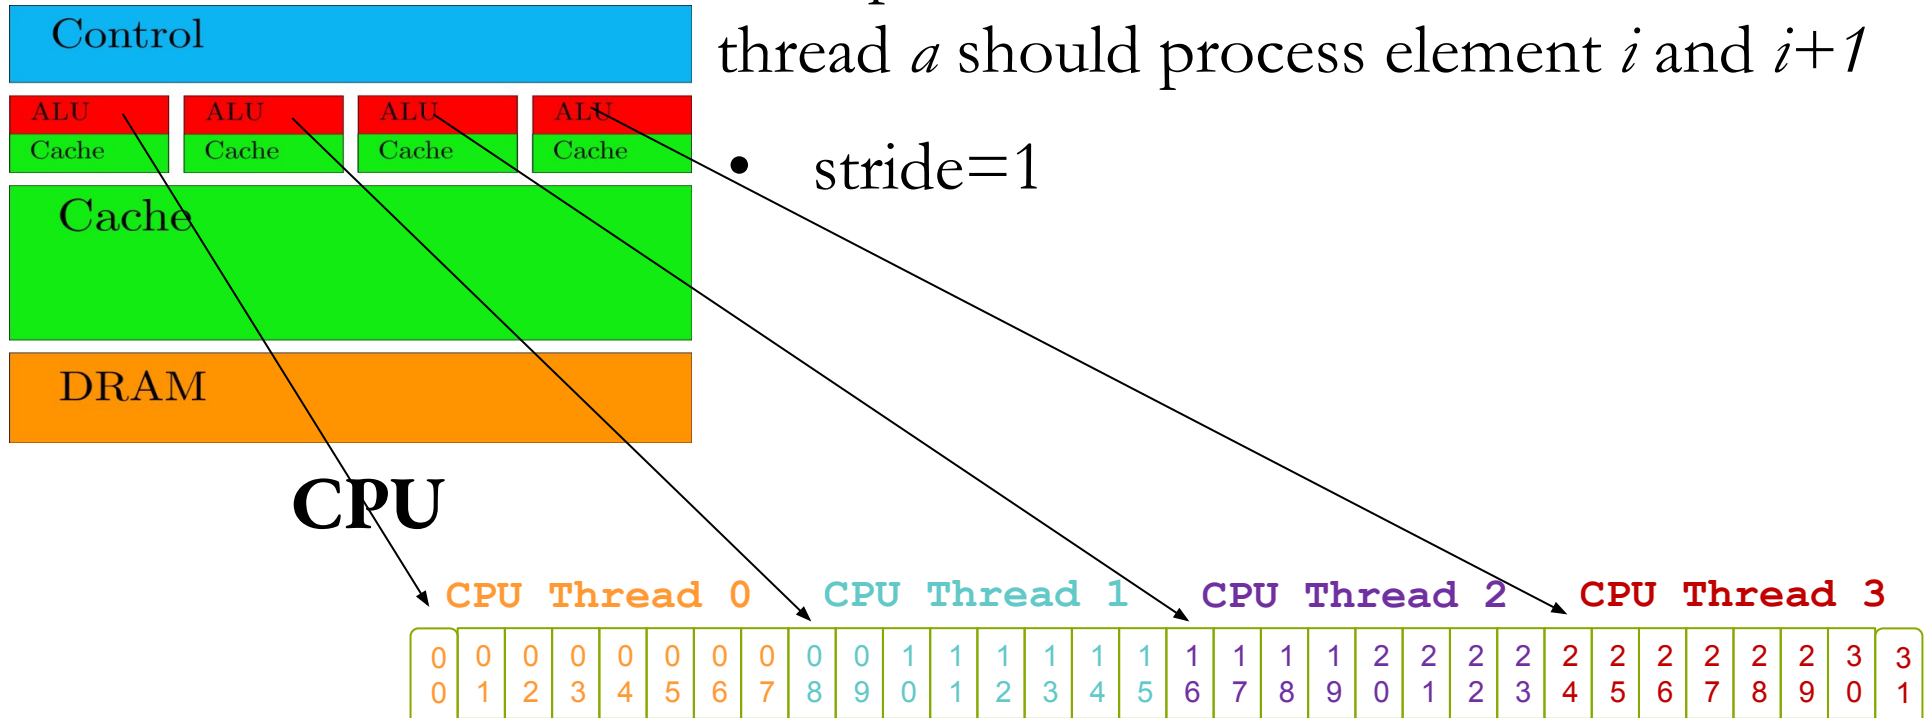 Control
thread a should process element i and i+1
ALU ALU ALU ALU
Cache Cache Cache Cache
• stride=1
Cache
DRAM
CPU
CPU Thread 0 CPU Thread 1 CPU Thread 2 CPU Thread 3
00 01 02 03 04 05 06 07 08 09 10 11 12 13 14 15 16 17 18 19 20 21 22 23 24 25 26 27 28 29 30 31